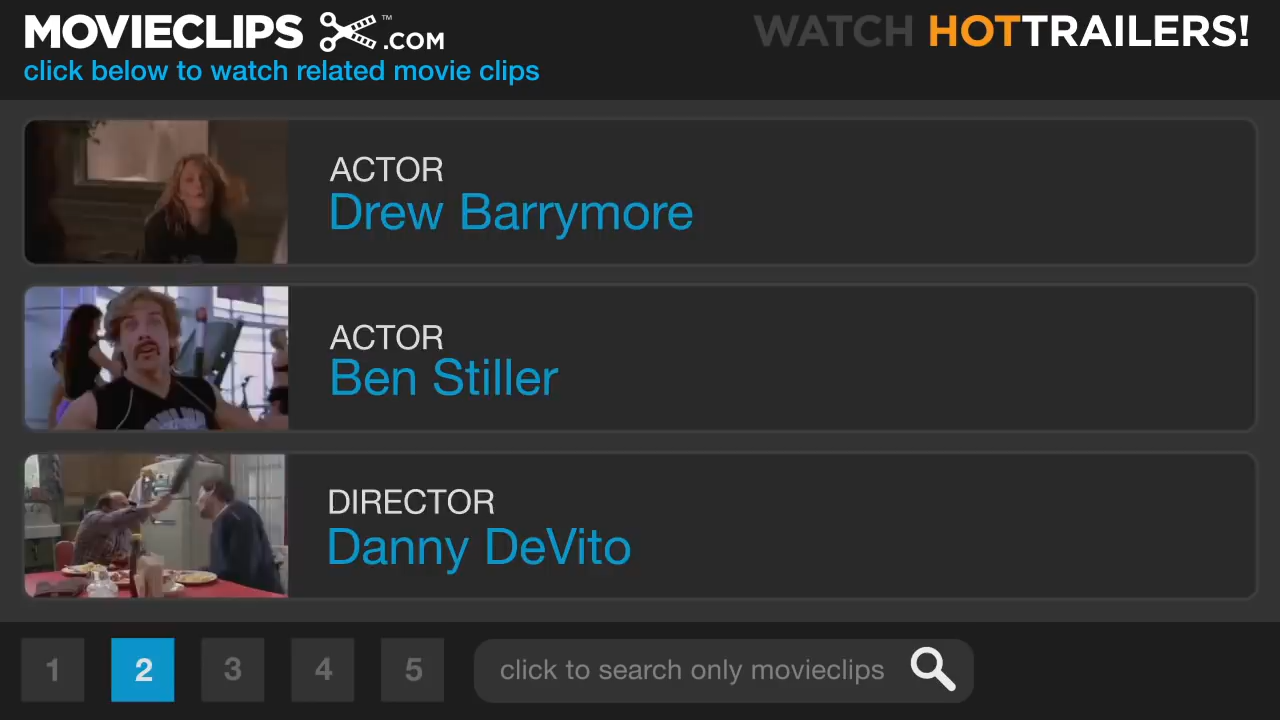 MOVIECLIPS ™ .COM
WATCH HOTTRAILERS!
click below to watch related movie clips
ACTOR
Drew Barrymore
ACTOR
Ben Stiller
DIRECTOR
Danny DeVito
1 2 3 4 5
click to search only movieclips